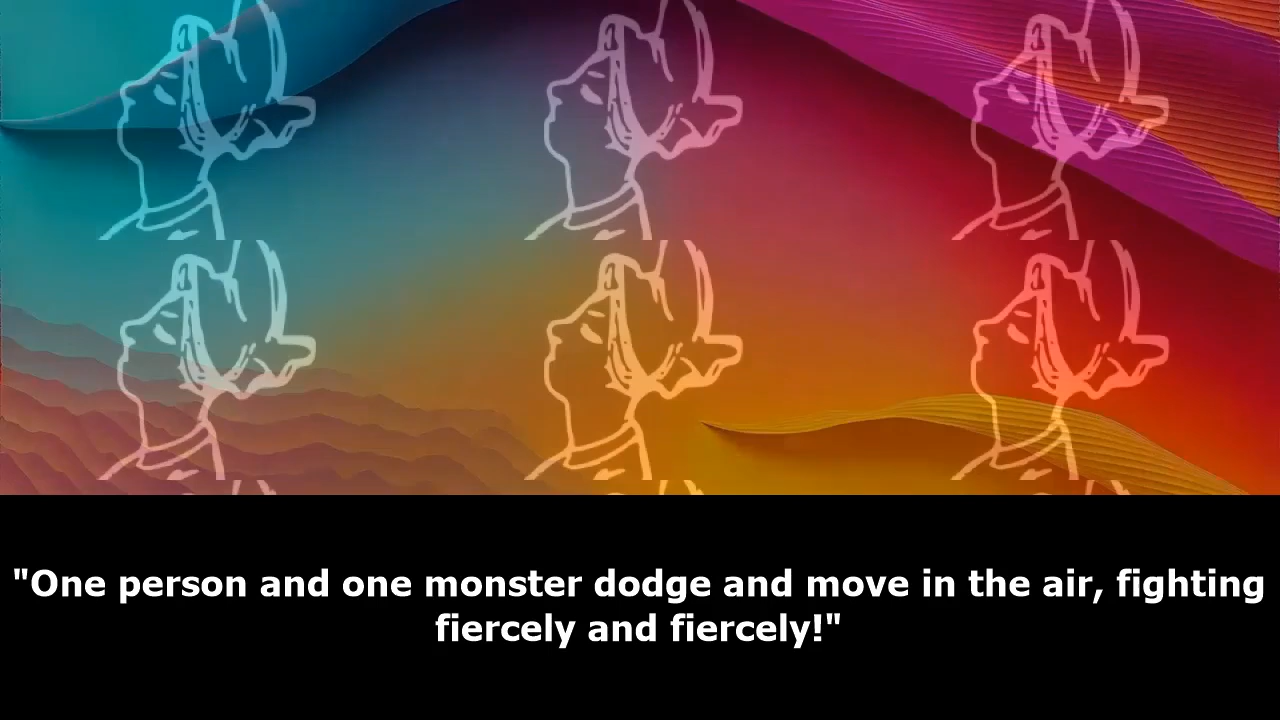 "One person and one monster dodge and move in the air, fighting
fiercely and fiercely!"